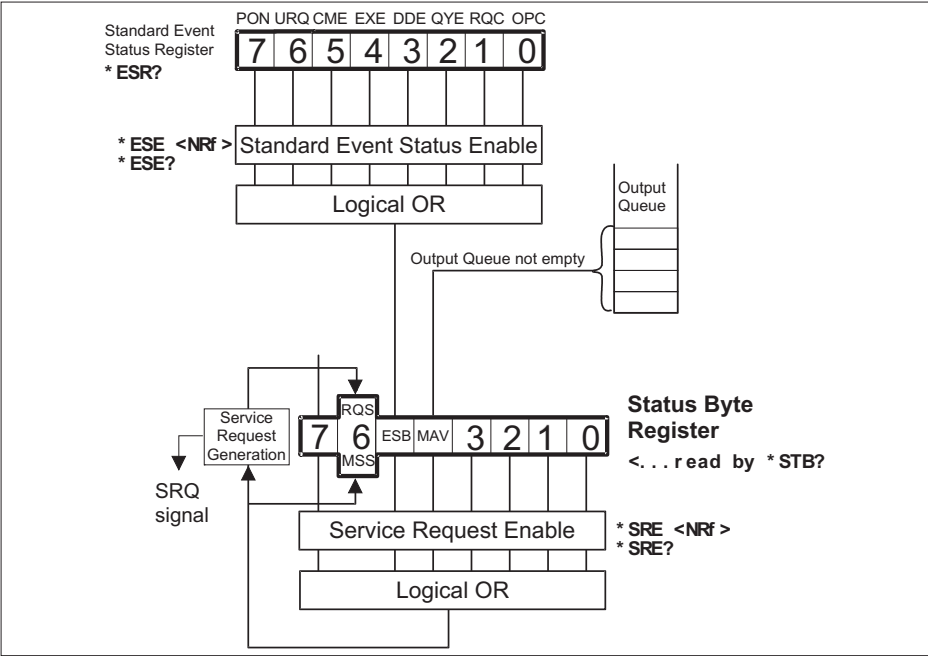 PON URQ CME EXE DDE QYE RQC OPC
Standard Event
Status Register
* ESR?
7 6 5 4 3 2 1 0
* ESE <NRf >
* ESE?
Standard Event Status Enable
Logical OR
Output
Queue
Output Queue not empty
Service
Request
Generation
SRQ
signal
RQS
7 6 ESB MAV 3 2 1 0
MSS
Status Byte
Register
<. . . read by * STB?
Service Request Enable
* SRE <NRf >
* SRE?
Logical OR